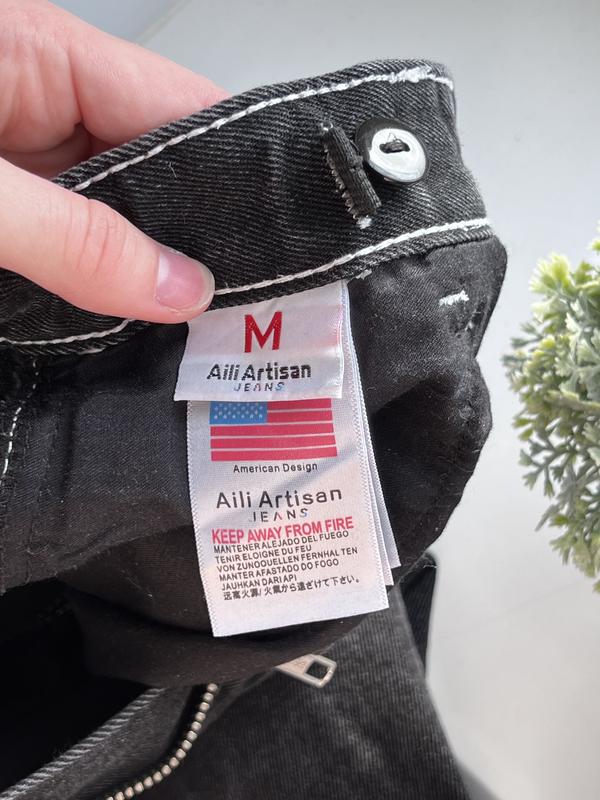 M
Aili Artisan
JEANS
American Design
Aili Artisan
JEANS
KEEP AWAY FROM FIRE
MANTENER ALEJADO DEL FUEGO
TENIR ELOIGNE DU FEU
VON ZUNOQUELLEN FERNHAL TEN
MANTER AFASTADO DO FOGO
JAUHKAN DARI API
远离火源/火氣から遠ざけて下さい。